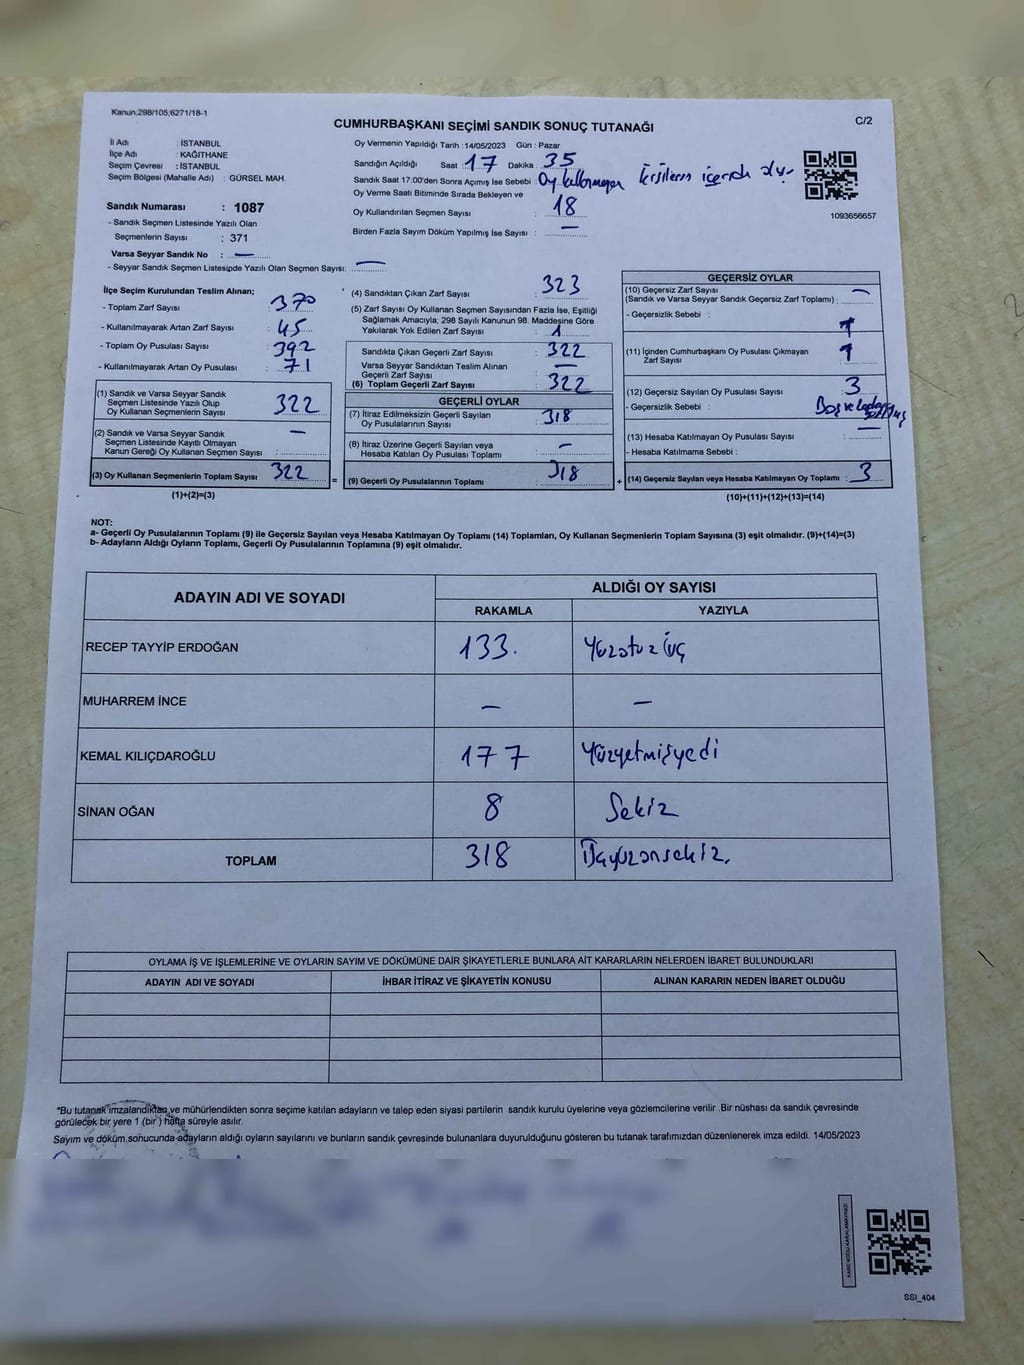 Kanun:298/105;6271/18-1
CUMHURBAŞKANI SEÇİMİ SANDIK SONUÇ TUTANAĞI
C/2
İl Adı : İSTANBUL
İlçe Adı : KAĞITHANE
Seçim Çevresi : İSTANBUL
Seçim Bölgesi (Mahalle Adı) : GÜRSEL MAH.
Sandık Numarası : 1087
- Sandık Seçmen Listesinde Yazılı Olan
Seçmenlerin Sayısı : 371
Varsa Seyyar Sandık No : —
- Seyyar Sandık Seçmen Listesinde Yazılı Olan Seçmen Sayısı: —
Oy Vermenin Yapıldığı Tarih : 14/05/2023 Gün : Pazar
Sandığın Açıldığı Saat : 17 Dakika : 35
Sandık Saat 17:00'den Sonra Açılmış İse Sebebi : Oy içeride
Oy Verme Saati Bitiminde Sırada Bekleyen ve
Oy Kullandırılan Seçmen Sayısı : 18
Birden Fazla Sayım Döküm Yapılmış İse Sayısı : —
1093656657
İlçe Seçim Kurulundan Teslim Alınan;
- Toplam Zarf Sayısı : 370
- Kullanılmayarak Artan Zarf Sayısı : 45
- Toplam Oy Pusulası Sayısı : 392
- Kullanılmayarak Artan Oy Pusulası : 71
(1) Sandık ve Varsa Seyyar Sandık
Seçmen Listesinde Yazılı Olup
Oy Kullanan Seçmenlerin Sayısı : 322
(2) Sandık ve Varsa Seyyar Sandık
Seçmen Listesinde Kayıtlı Olmayan
Kanun Gereği Oy Kullanan Seçmen Sayısı : —
(3) Oy Kullanan Seçmenlerin Toplam Sayısı : 322
(1)+(2)=(3)
=
(4) Sandıktan Çıkan Zarf Sayısı : 323
(5) Zarf Sayısı Oy Kullanan Seçmen Sayısından Fazla İse, Eşitliği
Sağlamak Amacıyla; 298 Sayılı Kanunun 98. Maddesine Göre
Yakılarak Yok Edilen Zarf Sayısı : 1
Sandıkta Çıkan Geçerli Zarf Sayısı : 322
Varsa Seyyar Sandıktan Teslim Alınan
Geçerli Zarf Sayısı : —
(6) Toplam Geçerli Zarf Sayısı : 322
GEÇERLİ OYLAR
(7) İtiraz Edilmeksizin Geçerli Sayılan
Oy Pusulalarının Sayısı : 318
(8) İtiraz Üzerine Geçerli Sayılan veya
Hesaba Katılan Oy Pusulası Toplamı : —
(9) Geçerli Oy Pusulalarının Toplamı : 318
+
GEÇERSİZ OYLAR
(10) Geçersiz Zarf Sayısı
(Sandık ve Varsa Seyyar Sandık Geçersiz Zarf Toplamı) : —
- Geçersizlik Sebebi :
(11) İçinden Cumhurbaşkanı Oy Pusulası Çıkmayan
Zarf Sayısı : 1
(12) Geçersiz Sayılan Oy Pusulası Sayısı : 3
- Geçersizlik Sebebi : Boş ve
(13) Hesaba Katılmayan Oy Pusulası Sayısı : —
- Hesaba Katılmama Sebebi :
(14) Geçersiz Sayılan veya Hesaba Katılmayan Oy Toplamı : 3
(10)+(11)+(12)+(13)=(14)
NOT:
a- Geçerli Oy Pusulalarının Toplamı (9) ile Geçersiz Sayılan veya Hesaba Katılmayan Oy Toplamı (14) Toplamları, Oy Kullanan Seçmenlerin Toplam Sayısına (3) eşit olmalıdır. (9)+(14)=(3)
b- Adayların Aldığı Oyların Toplamı, Geçerli Oy Pusulalarının Toplamına (9) eşit olmalıdır.
ADAYIN ADI VE SOYADI
ALDIĞI OY SAYISI
RAKAMLA YAZIYLA
RECEP TAYYİP ERDOĞAN 133. Yüzotuzüç
MUHARREM İNCE — —
KEMAL KILIÇDAROĞLU 177 Yüzyetmişyedi
SİNAN OĞAN 8 Sekiz
TOPLAM 318 Üçyüzonsekiz.
OYLAMA İŞ VE İŞLEMLERİNE VE OYLARIN SAYIM VE DÖKÜMÜNE DAİR ŞİKAYETLERLE BUNLARA AİT KARARLARIN NELERDEN İBARET BULUNDUKLARI
ADAYIN ADI VE SOYADI İHBAR İTİRAZ VE ŞİKAYETİN KONUSU ALINAN KARARIN NEDEN İBARET OLDUĞU
*Bu tutanak imzalandıktan ve mühürlendikten sonra seçime katılan adayların ve talep eden siyasi partilerin sandık kurulu üyelerine veya gözlemcilerine verilir .Bir nüshası da sandık çevresinde
görülecek bir yere 1 (bir) hafta süreyle asılır.
Sayım ve döküm sonucunda adayların aldığı oyların sayılarını ve bunların sandık çevresinde bulunanlara duyurulduğunu gösteren bu tutanak tarafımızdan düzenlenerek imza edildi. 14/05/2023
KARE KODU KARALAMAYINIZ!
SSI_404